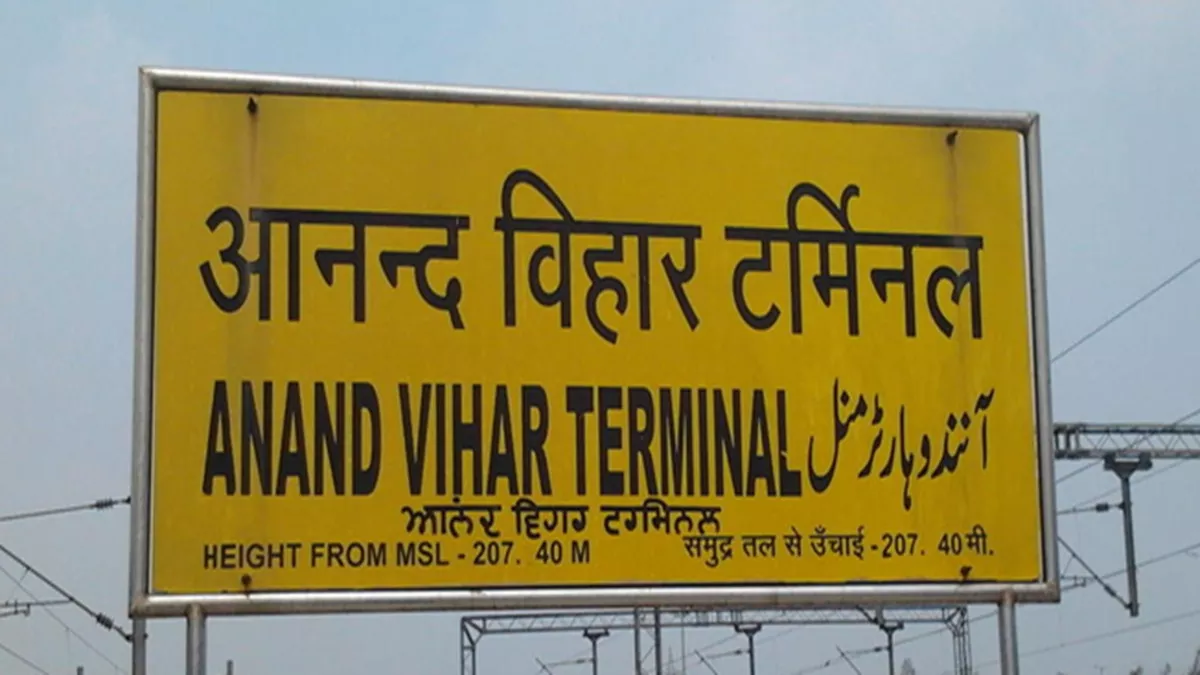 आनन्द विहार टर्मिनल
ANAND VIHAR TERMINAL آنند وہار ٹرمنل
ਆਨੰਦ ਵਿਹਾਰ ਟਰਮਿਨਲ
HEIGHT FROM MSL - 207. 40 M समुद्र तल से उँचाई - 207. 40 मी.